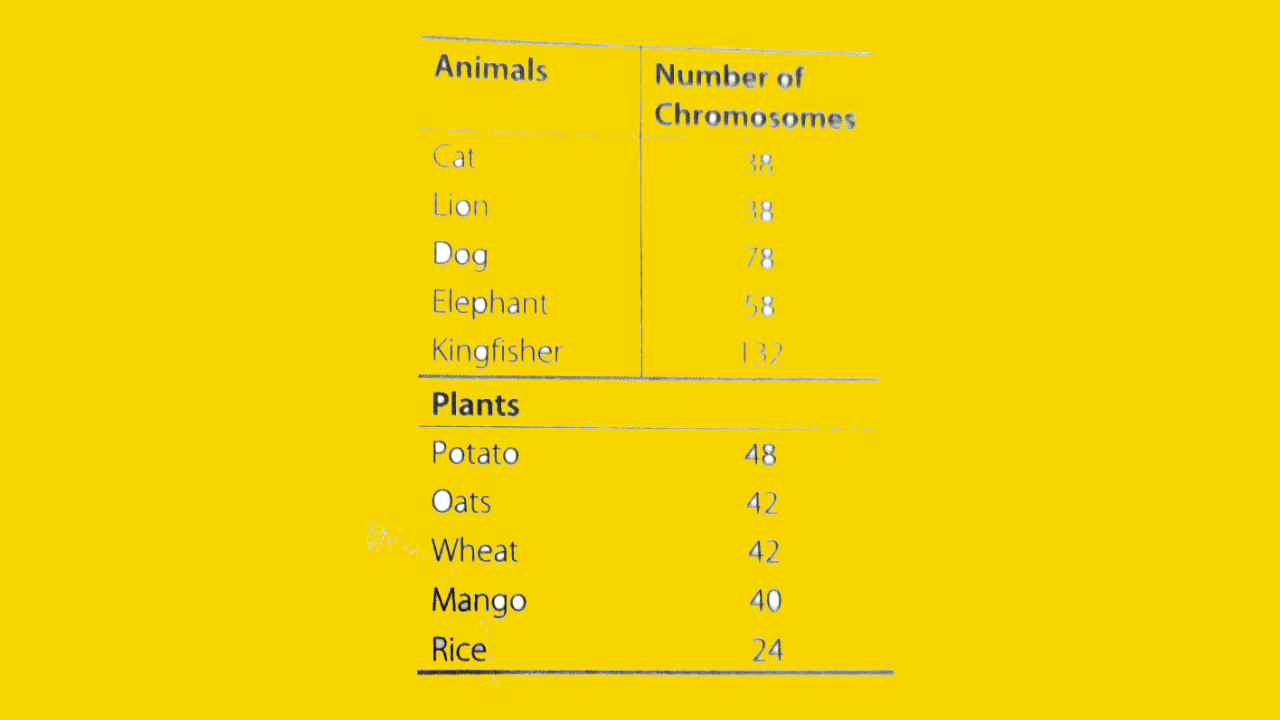 Animals Number of
Chromosomes
Cat 38
Lion 38
Dog 78
Elephant 58
Kingfisher 132
Plants
Potato 48
Oats 42
Wheat 42
Mango 40
Rice 24